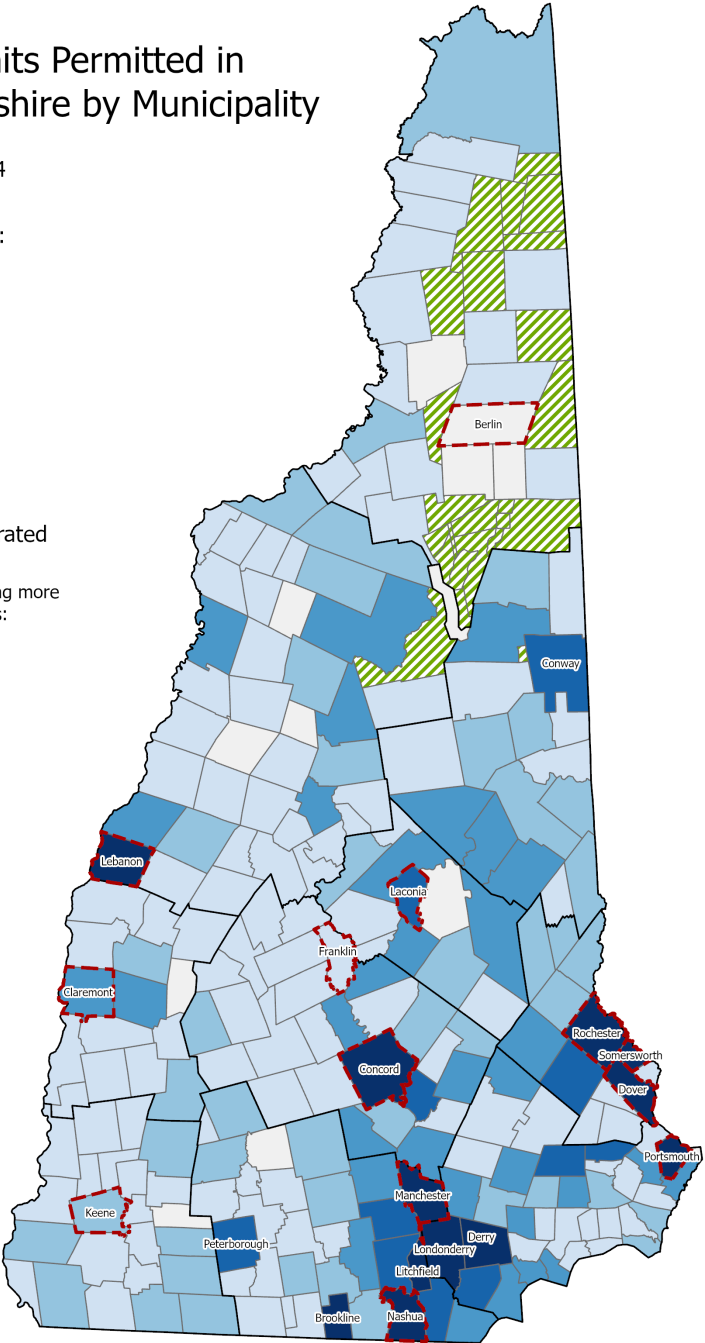 its Permitted in
shire by Municipality
4
:
rated
g more
s:
Berlin
Conway
Lebanon
Laconia
Franklin
Claremont
Rochester
Somersworth
Concord
Dover
Portsmouth
Manchester
Keene
Derry
Peterborough
Londonderry
Litchfield
Brookline
Nashua